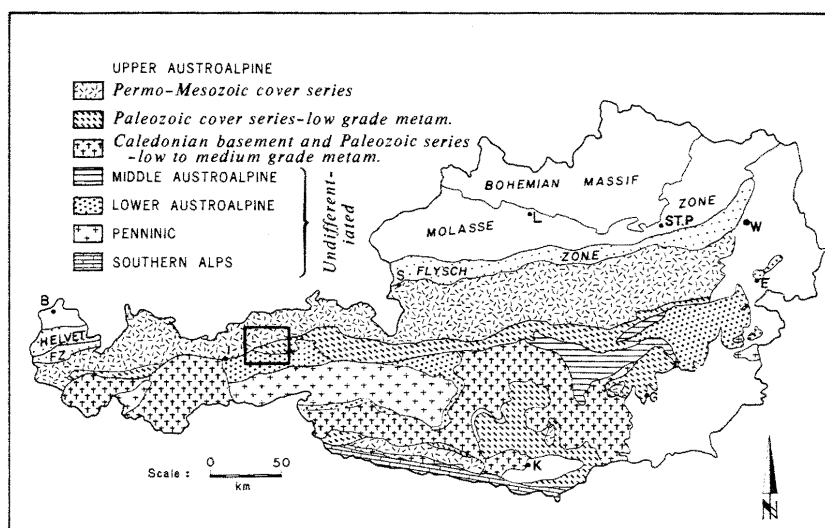 UPPER AUSTROALPINE
Permo-Mesozoic cover series
Paleozoic cover series-low grade metam.
Caledonian basement and Paleozoic series
-low to medium grade metam.
MIDDLE AUSTROALPINE
LOWER AUSTROALPINE
PENNINIC
SOUTHERN ALPS
Undifferent-
iated
BOHEMIAN MASSIF
ZONE
MOLASSE
L
ST.P
W
FLYSCH ZONE
S
E
B
HELVET
FZ
G
K
Scale : 0 50
km
N